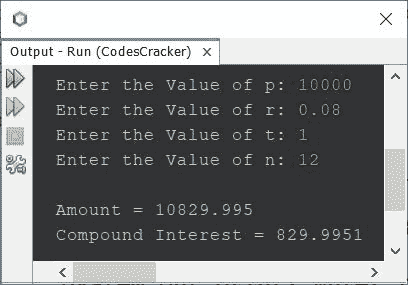 Output - Run (CodesCracker) ×
Enter the Value of p: 10000
Enter the Value of r: 0.08
Enter the Value of t: 1
Enter the Value of n: 12
Amount = 10829.995
Compound Interest = 829.9951